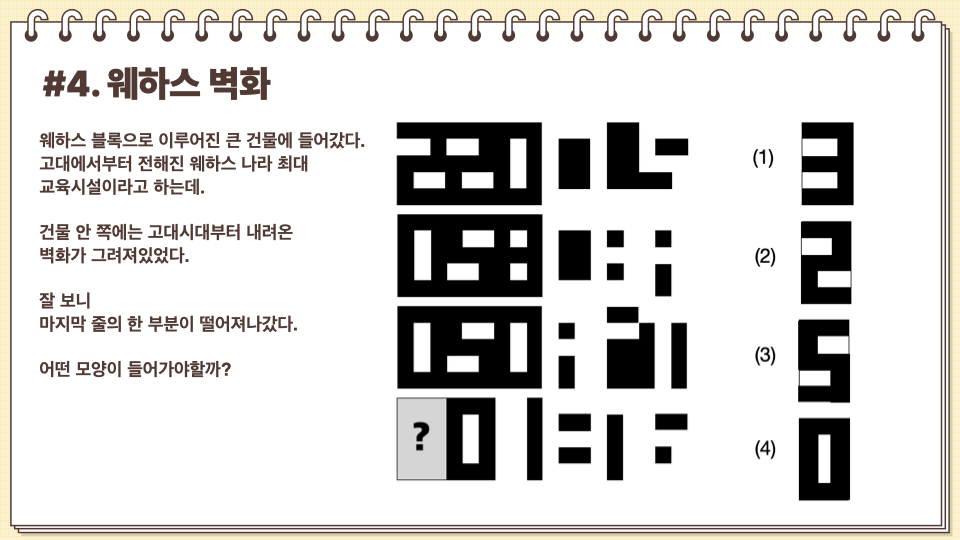 #4. 웨하스 벽화
웨하스 블록으로 이루어진 큰 건물에 들어갔다.
고대에서부터 전해진 웨하스 나라 최대
교육시설이라고 하는데.
건물 안 쪽에는 고대시대부터 내려온
벽화가 그려져있었다.
잘 보니
마지막 줄의 한 부분이 떨어져나갔다.
어떤 모양이 들어가야할까?
?
(1)
(2)
(3)
(4)